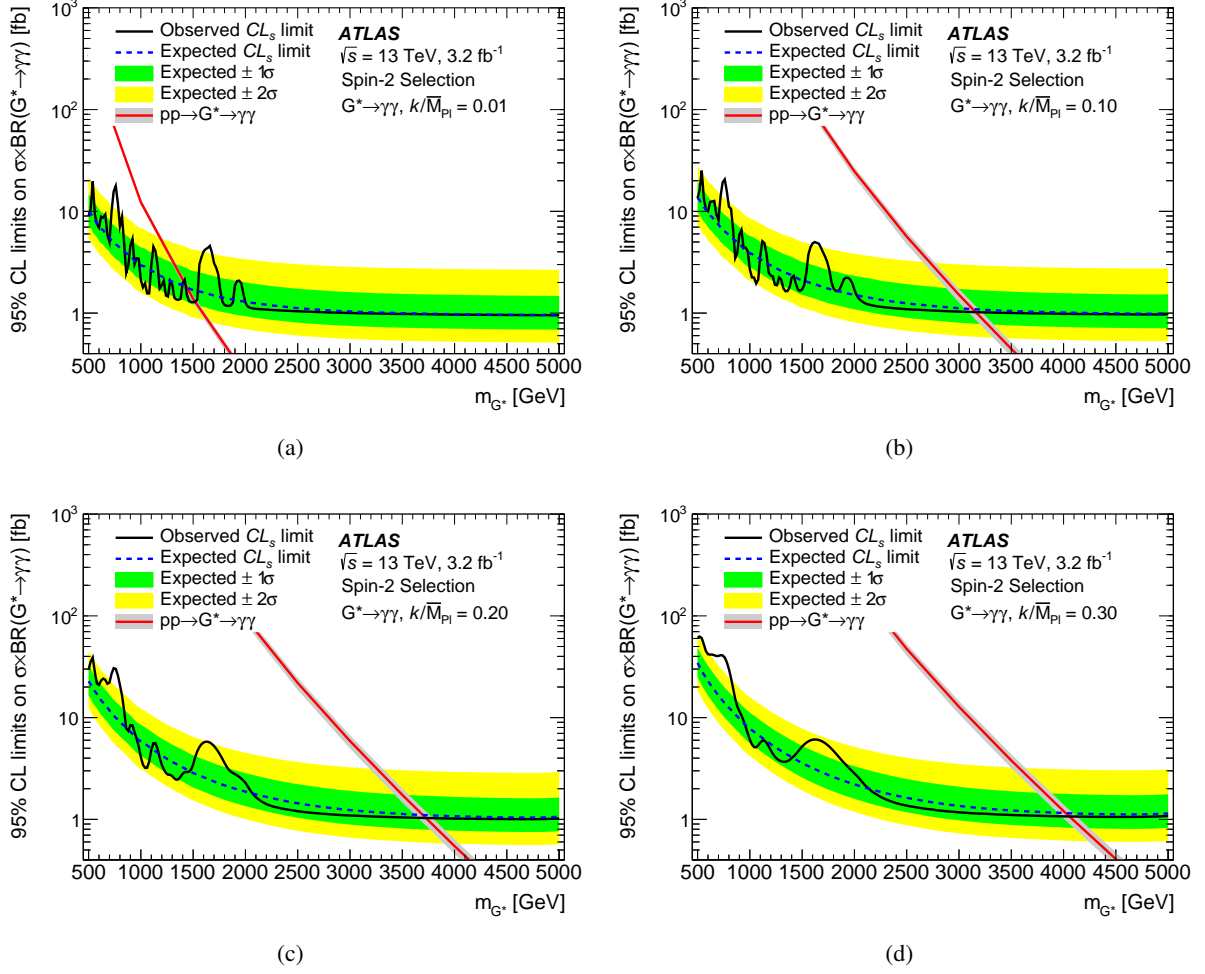 95% CL limits on σ×BR(G*→γγ) [fb]
10³
10²
10
1
Observed CLₛ limit
Expected CLₛ limit
Expected ± 1σ
Expected ± 2σ
pp→G*→γγ
ATLAS
√s = 13 TeV, 3.2 fb⁻¹
Spin-2 Selection
G*→γγ, k/M̅_Pl = 0.01
500 1000 1500 2000 2500 3000 3500 4000 4500 5000
m_G* [GeV]
(a)
95% CL limits on σ×BR(G*→γγ) [fb]
10³
10²
10
1
Observed CLₛ limit
Expected CLₛ limit
Expected ± 1σ
Expected ± 2σ
pp→G*→γγ
ATLAS
√s = 13 TeV, 3.2 fb⁻¹
Spin-2 Selection
G*→γγ, k/M̅_Pl = 0.10
500 1000 1500 2000 2500 3000 3500 4000 4500 5000
m_G* [GeV]
(b)
95% CL limits on σ×BR(G*→γγ) [fb]
10³
10²
10
1
Observed CLₛ limit
Expected CLₛ limit
Expected ± 1σ
Expected ± 2σ
pp→G*→γγ
ATLAS
√s = 13 TeV, 3.2 fb⁻¹
Spin-2 Selection
G*→γγ, k/M̅_Pl = 0.20
500 1000 1500 2000 2500 3000 3500 4000 4500 5000
m_G* [GeV]
(c)
95% CL limits on σ×BR(G*→γγ) [fb]
10³
10²
10
1
Observed CLₛ limit
Expected CLₛ limit
Expected ± 1σ
Expected ± 2σ
pp→G*→γγ
ATLAS
√s = 13 TeV, 3.2 fb⁻¹
Spin-2 Selection
G*→γγ, k/M̅_Pl = 0.30
500 1000 1500 2000 2500 3000 3500 4000 4500 5000
m_G* [GeV]
(d)